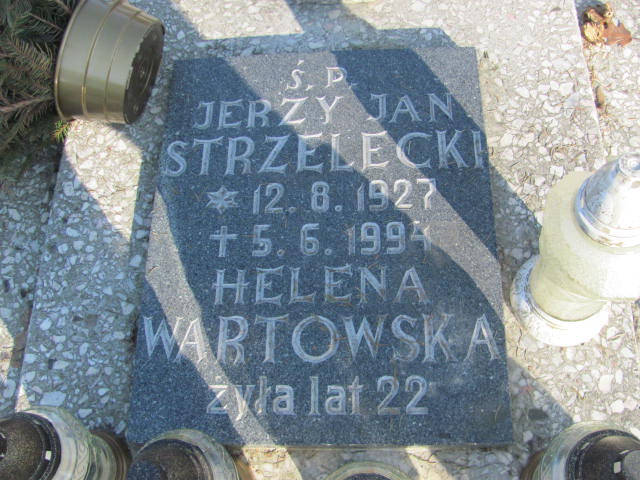 Ś. P.
JERZY JAN
STRZELECKI
* 12. 8. 1927
† 5. 6. 1994
HELENA
WARTOWSKA
żyła lat 22